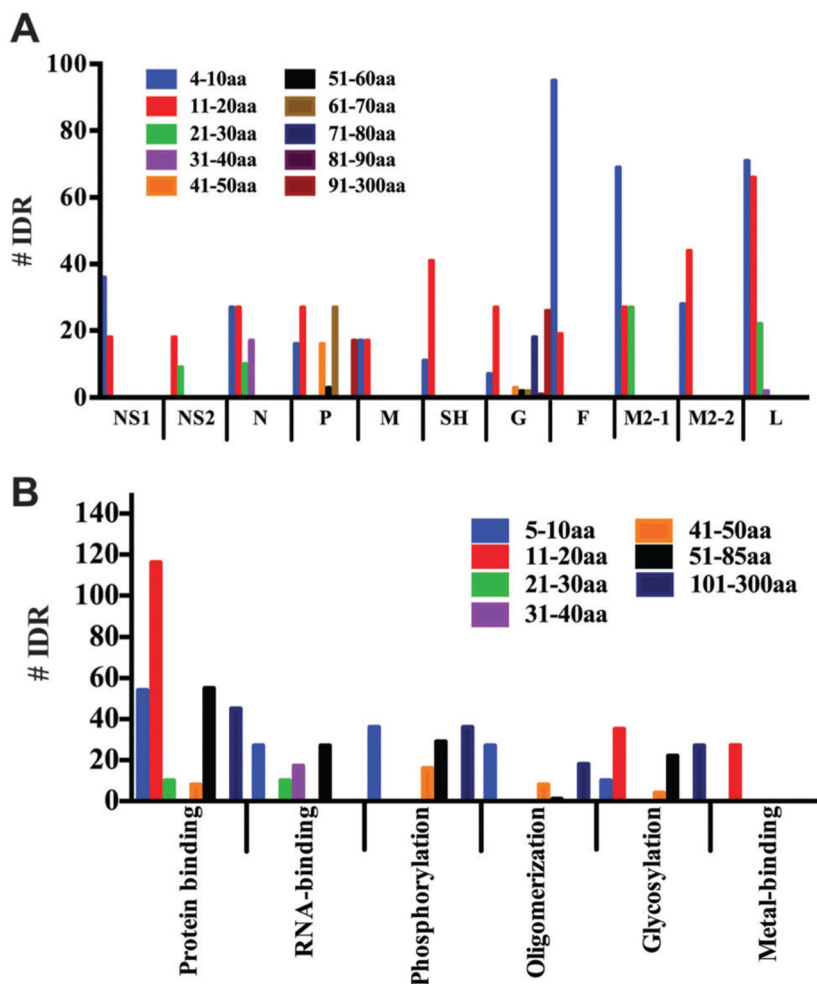 A
100
80
60
40
20
0
# IDR
4-10aa
11-20aa
21-30aa
31-40aa
41-50aa
51-60aa
61-70aa
71-80aa
81-90aa
91-300aa
NS1 NS2 N P M SH G F M2-1 M2-2 L
B
140
120
100
80
60
40
20
0
# IDR
5-10aa
11-20aa
21-30aa
31-40aa
41-50aa
51-85aa
101-300aa
Protein binding
RNA-binding
Phosphorylation
Oligomerization
Glycosylation
Metal-binding